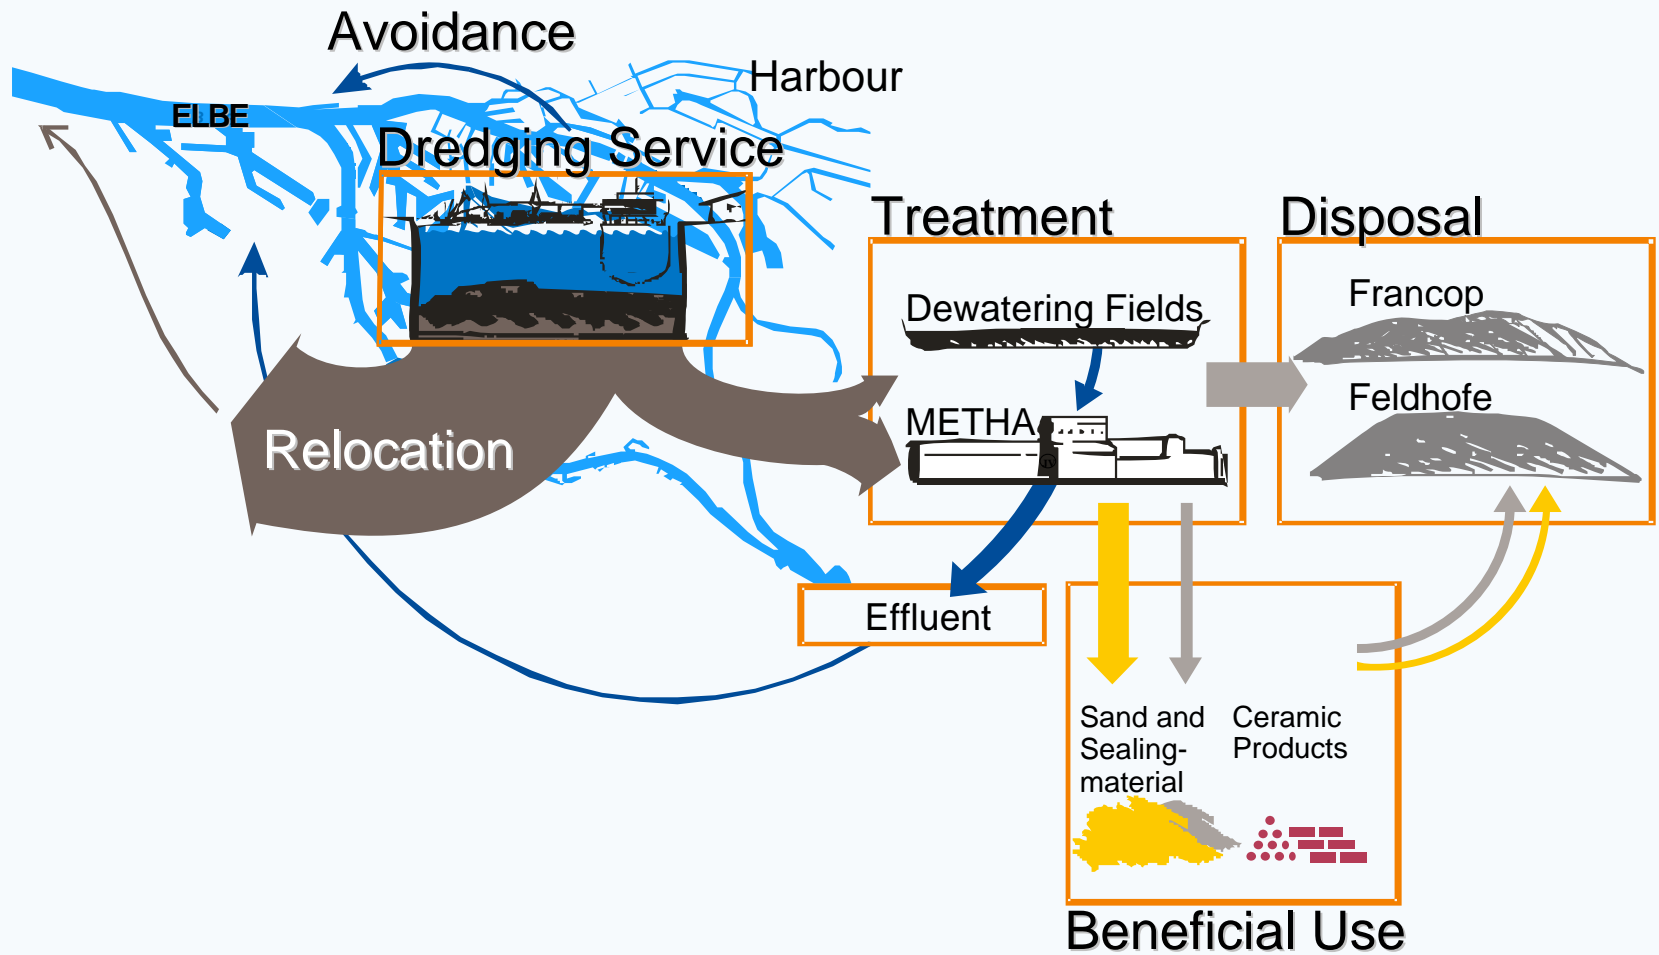 Avoidance
Harbour
ELBE
Dredging Service
Treatment
Disposal
Dewatering Fields
Francop
METHA
Feldhofe
Relocation
Effluent
Sand and
Sealing-
material
Ceramic
Products
Beneficial Use